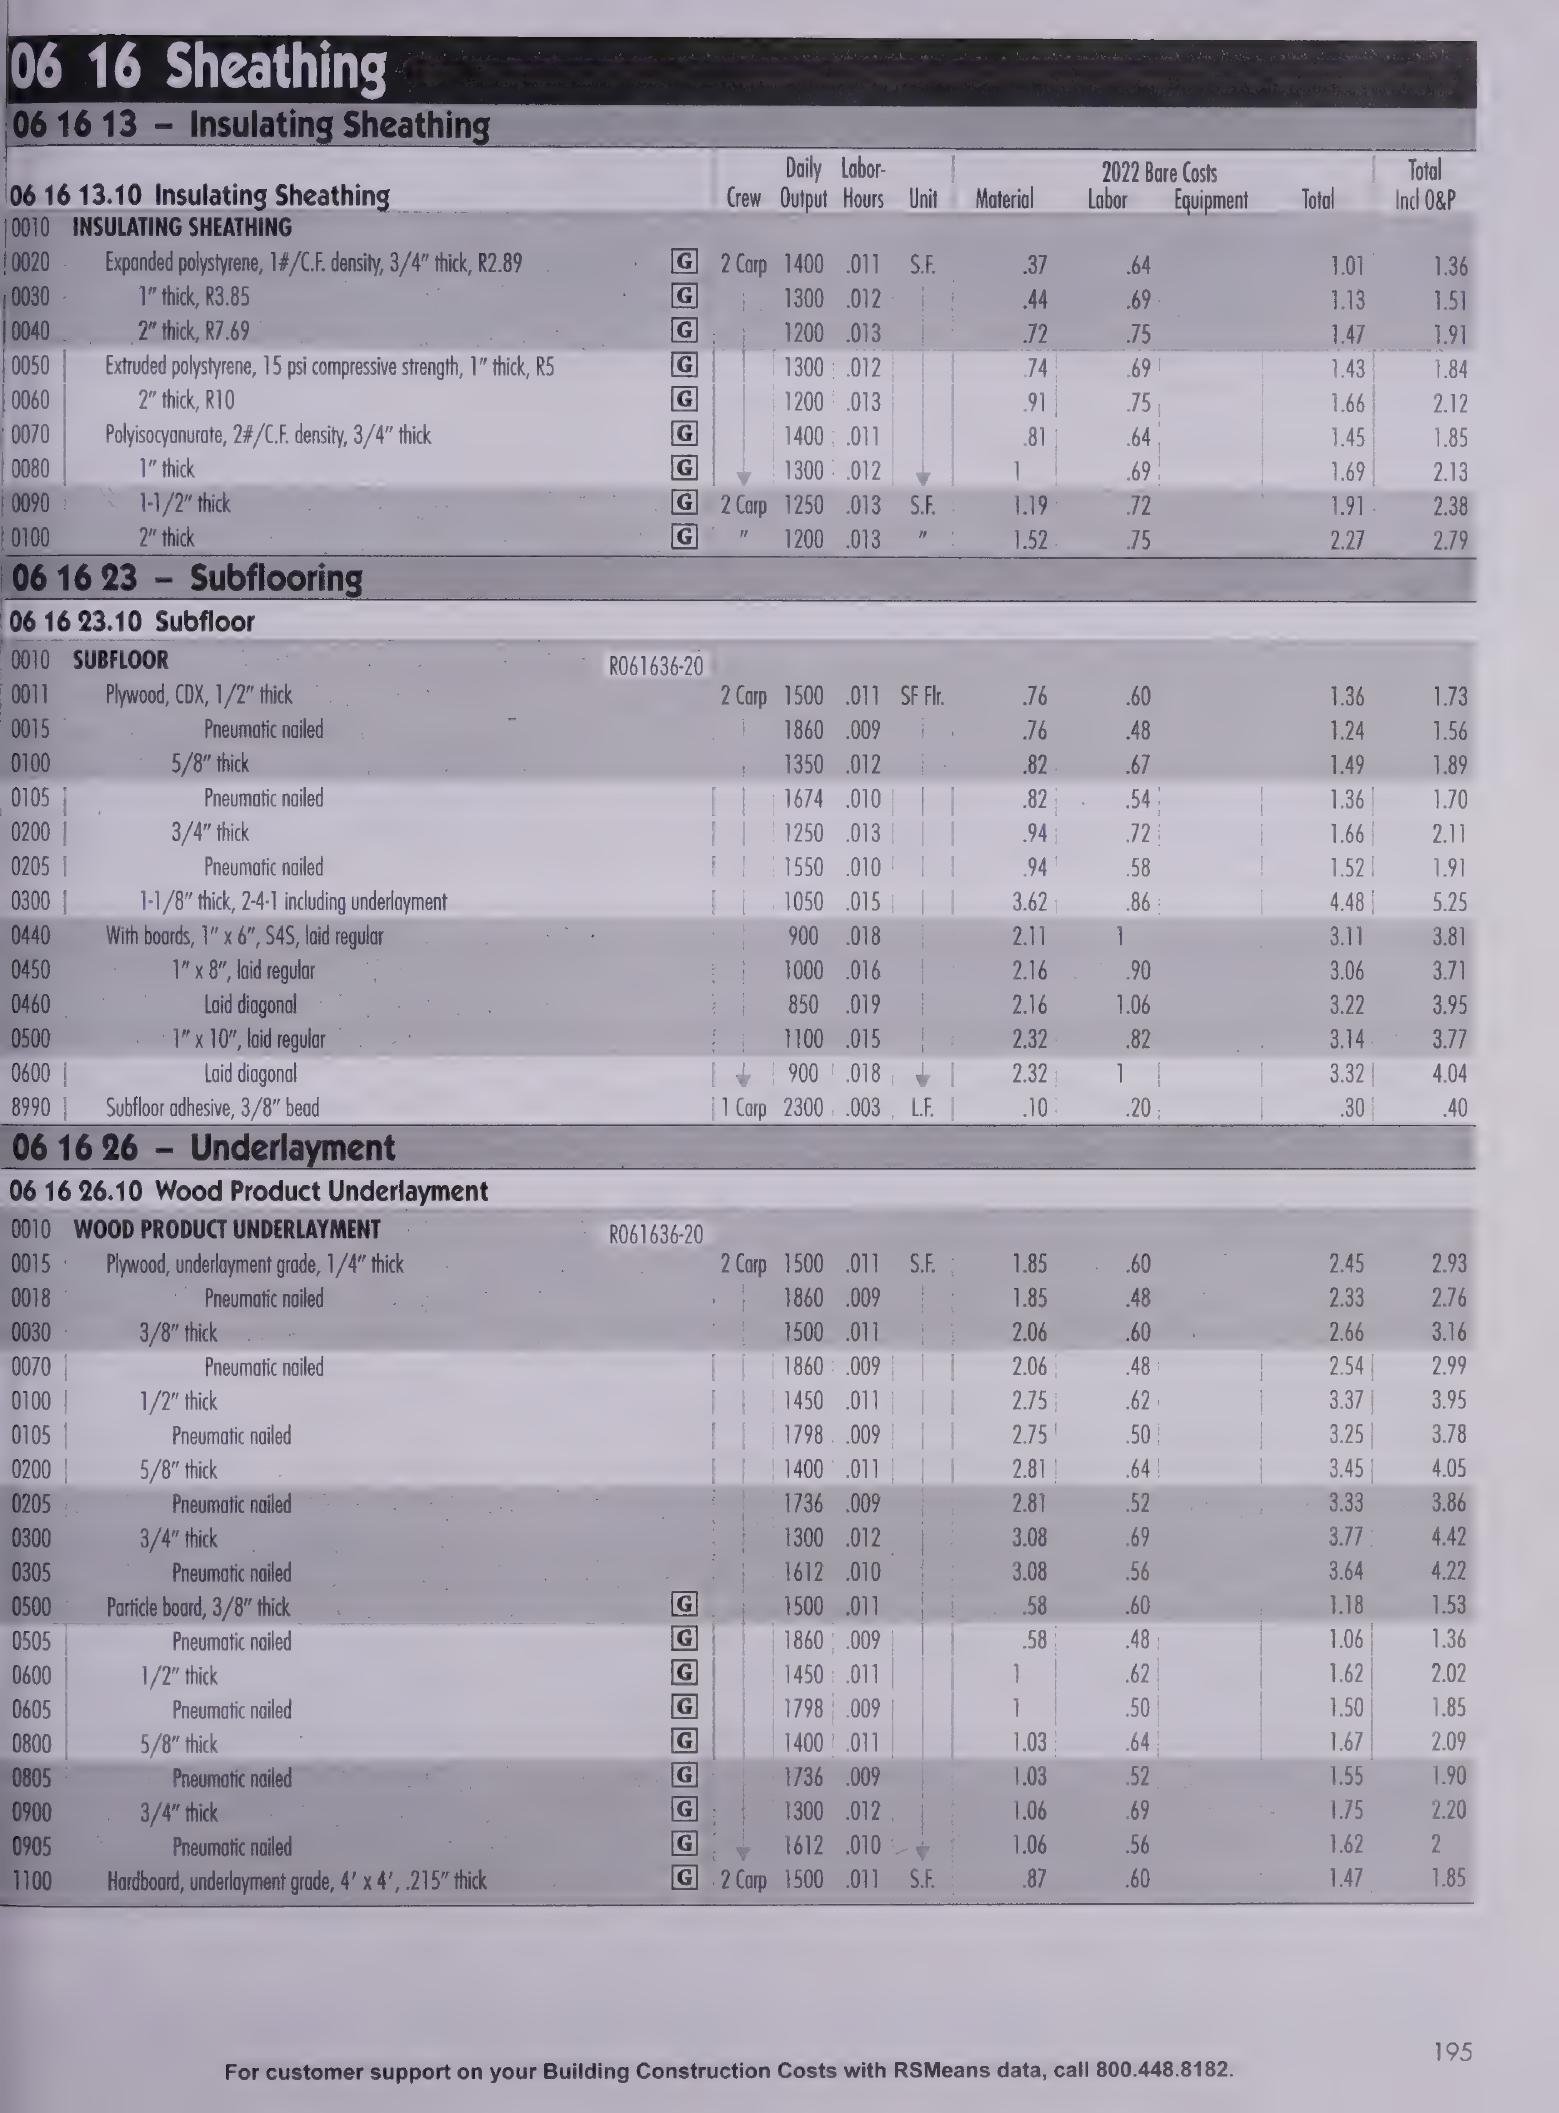 06 16 Sheathing
06 16 13 – Insulating Sheathing
06 16 13.10 Insulating Sheathing Crew Daily Output Labor-Hours Unit Material 2022 Bare Costs Labor Equipment Total Total Incl O&P
0010 INSULATING SHEATHING
0020 Expanded polystyrene, 1#/C.F. density, 3/4" thick, R2.89 G 2 Carp 1400 .011 S.F. .37 .64 1.01 1.36
0030 1" thick, R3.85 G 1300 .012 .44 .69 1.13 1.51
0040 2" thick, R7.69 G 1200 .013 .72 .75 1.47 1.91
0050 Extruded polystyrene, 15 psi compressive strength, 1" thick, R5 G 1300 .012 .74 .69 1.43 1.84
0060 2" thick, R10 G 1200 .013 .91 .75 1.66 2.12
0070 Polyisocyanurate, 2#/C.F. density, 3/4" thick G 1400 .011 .81 .64 1.45 1.85
0080 1" thick G 1300 .012 1 .69 1.69 2.13
0090 1-1/2" thick G 2 Carp 1250 .013 S.F. 1.19 .72 1.91 2.38
0100 2" thick G " 1200 .013 " 1.52 .75 2.27 2.79
06 16 23 – Subflooring
06 16 23.10 Subfloor
0010 SUBFLOOR R061636-20
0011 Plywood, CDX, 1/2" thick 2 Carp 1500 .011 SF Flr. .76 .60 1.36 1.73
0015 Pneumatic nailed 1860 .009 .76 .48 1.24 1.56
0100 5/8" thick 1350 .012 .82 .67 1.49 1.89
0105 Pneumatic nailed 1674 .010 .82 .54 1.36 1.70
0200 3/4" thick 1250 .013 .94 .72 1.66 2.11
0205 Pneumatic nailed 1550 .010 .94 .58 1.52 1.91
0300 1-1/8" thick, 2-4-1 including underlayment 1050 .015 3.62 .86 4.48 5.25
0440 With boards, 1" x 6", S4S, laid regular 900 .018 2.11 1 3.11 3.81
0450 1" x 8", laid regular 1000 .016 2.16 .90 3.06 3.71
0460 Laid diagonal 850 .019 2.16 1.06 3.22 3.95
0500 1" x 10", laid regular 1100 .015 2.32 .82 3.14 3.77
0600 Laid diagonal 900 .018 2.32 1 3.32 4.04
8990 Subfloor adhesive, 3/8" bead 1 Carp 2300 .003 L.F. .10 .20 .30 .40
06 16 26 – Underlayment
06 16 26.10 Wood Product Underlayment
0010 WOOD PRODUCT UNDERLAYMENT R061636-20
0015 Plywood, underlayment grade, 1/4" thick 2 Carp 1500 .011 S.F. 1.85 .60 2.45 2.93
0018 Pneumatic nailed 1860 .009 1.85 .48 2.33 2.76
0030 3/8" thick 1500 .011 2.06 .60 2.66 3.16
0070 Pneumatic nailed 1860 .009 2.06 .48 2.54 2.99
0100 1/2" thick 1450 .011 2.75 .62 3.37 3.95
0105 Pneumatic nailed 1798 .009 2.75 .50 3.25 3.78
0200 5/8" thick 1400 .011 2.81 .64 3.45 4.05
0205 Pneumatic nailed 1736 .009 2.81 .52 3.33 3.86
0300 3/4" thick 1300 .012 3.08 .69 3.77 4.42
0305 Pneumatic nailed 1612 .010 3.08 .56 3.64 4.22
0500 Particle board, 3/8" thick G 1500 .011 .58 .60 1.18 1.53
0505 Pneumatic nailed G 1860 .009 .58 .48 1.06 1.36
0600 1/2" thick G 1450 .011 1 .62 1.62 2.02
0605 Pneumatic nailed G 1798 .009 1 .50 1.50 1.85
0800 5/8" thick G 1400 .011 1.03 .64 1.67 2.09
0805 Pneumatic nailed G 1736 .009 1.03 .52 1.55 1.90
0900 3/4" thick G 1300 .012 1.06 .69 1.75 2.20
0905 Pneumatic nailed G 1612 .010 1.06 .56 1.62 2
1100 Hardboard, underlayment grade, 4' x 4', .215" thick G 2 Carp 1500 .011 S.F. .87 .60 1.47 1.85
For customer support on your Building Construction Costs with RSMeans data, call 800.448.8182.
195